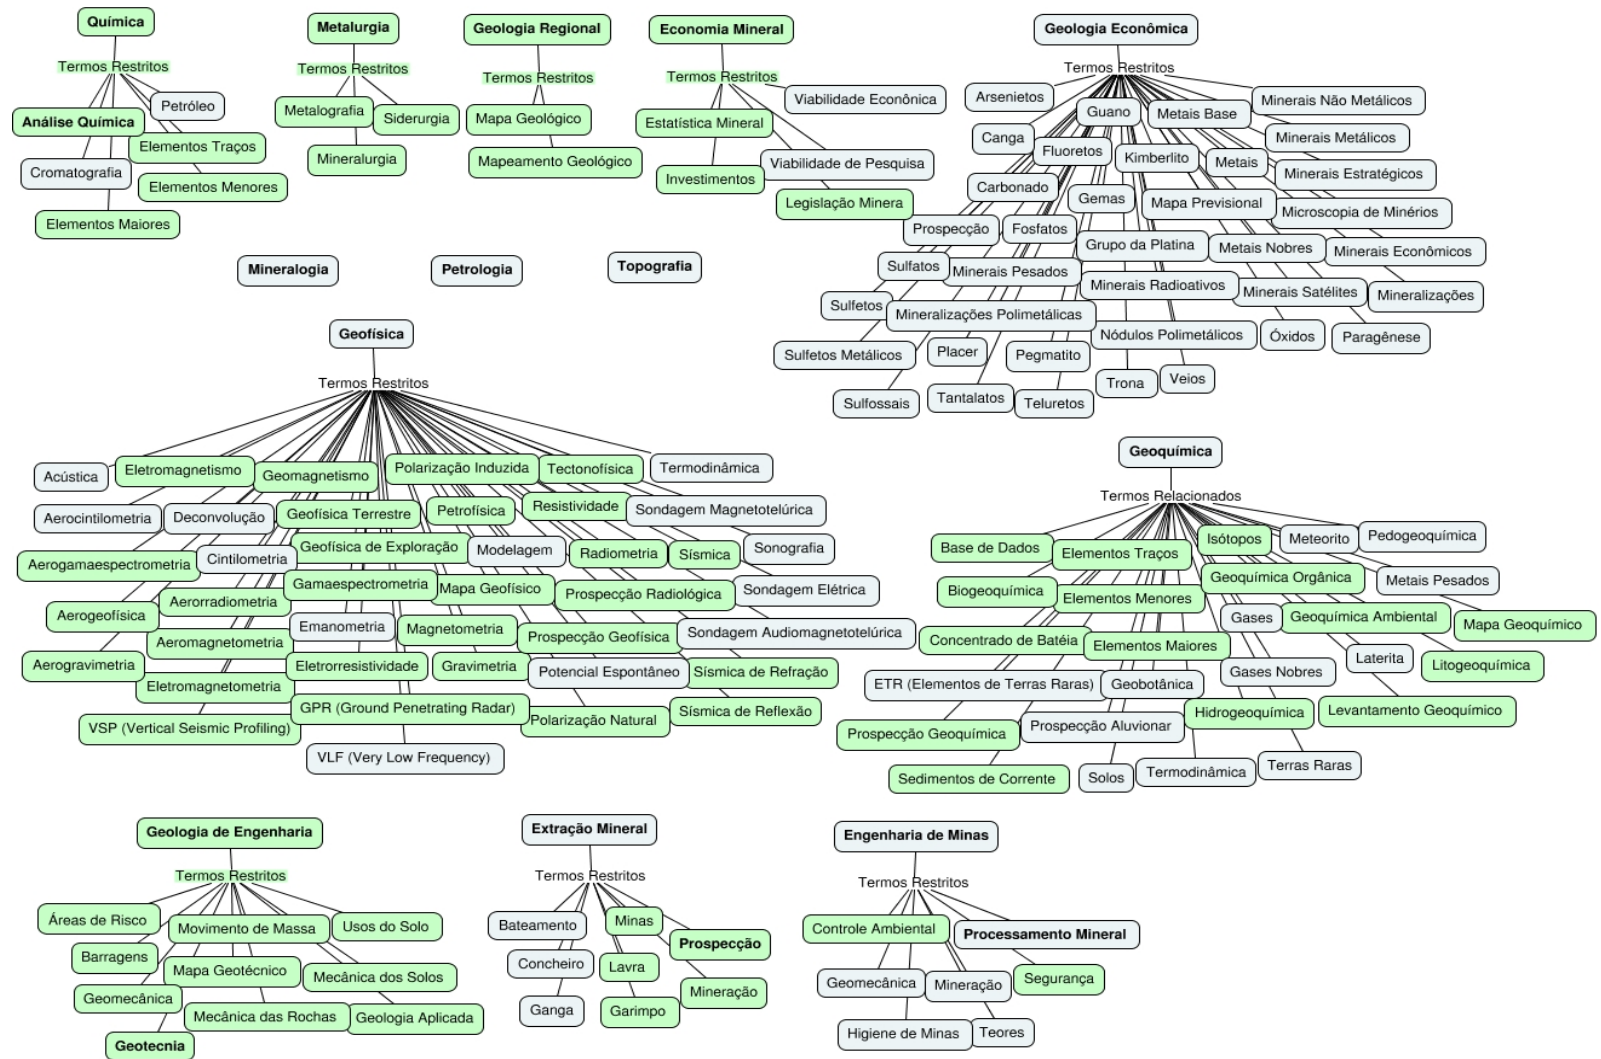 Química
Termos Restritos
Petróleo
Análise Química
Elementos Traços
Cromatografia
Elementos Menores
Elementos Maiores
Metalurgia
Termos Restritos
Metalografia
Siderurgia
Mineralurgia
Geologia Regional
Termos Restritos
Mapa Geológico
Mapeamento Geológico
Economia Mineral
Termos Restritos
Viabilidade Econônica
Estatística Mineral
Viabilidade de Pesquisa
Investimentos
Legislação Minera
Geologia Econômica
Termos Restritos
Arsenietos
Guano
Metais Base
Minerais Não Metálicos
Canga
Fluoretos
Kimberlito
Metais
Minerais Metálicos
Carbonado
Gemas
Mapa Previsional
Minerais Estratégicos
Microscopia de Minérios
Prospecção
Fosfatos
Grupo da Platina
Metais Nobres
Minerais Econômicos
Sulfatos
Minerais Pesados
Minerais Radioativos
Minerais Satélites
Mineralizações
Sulfetos
Mineralizações Polimetálicas
Nódulos Polimetálicos
Óxidos
Paragênese
Sulfetos Metálicos
Placer
Pegmatito
Trona
Veios
Sulfossais
Tantalatos
Teluretos
Mineralogia
Petrologia
Topografia
Geofísica
Termos Restritos
Acústica
Eletromagnetismo
Geomagnetismo
Polarização Induzida
Tectonofísica
Termodinâmica
Aerocintilometria
Deconvolução
Geofísica Terrestre
Petrofísica
Resistividade
Sondagem Magnetotelúrica
Aerogamaespectrometria
Cintilometria
Geofísica de Exploração
Modelagem
Radiometria
Sísmica
Sonografia
Aerogeofísica
Aerorradiometria
Gamaespectrometria
Mapa Geofísico
Prospecção Radiológica
Sondagem Elétrica
Aeromagnetometria
Emanometria
Magnetometria
Prospecção Geofísica
Sondagem Audiomagnetotelúrica
Aerogravimetria
Eletromagnetometria
Eletrorresistividade
Gravimetria
Potencial Espontâneo
Sísmica de Refração
VSP (Vertical Seismic Profiling)
GPR (Ground Penetrating Radar)
Polarização Natural
Sísmica de Reflexão
VLF (Very Low Frequency)
Geoquímica
Termos Relacionados
Base de Dados
Elementos Traços
Isótopos
Meteorito
Pedogeoquímica
Biogeoquímica
Elementos Menores
Geoquímica Orgânica
Metais Pesados
Concentrado de Batéia
Elementos Maiores
Gases
Geoquímica Ambiental
Mapa Geoquímico
ETR (Elementos de Terras Raras)
Geobotânica
Gases Nobres
Laterita
Litogeoquímica
Prospecção Geoquímica
Prospecção Aluvionar
Hidrogeoquímica
Levantamento Geoquímico
Sedimentos de Corrente
Solos
Termodinâmica
Terras Raras
Geologia de Engenharia
Termos Restritos
Áreas de Risco
Movimento de Massa
Usos do Solo
Barragens
Mapa Geotécnico
Mecânica dos Solos
Geomecânica
Mecânica das Rochas
Geologia Aplicada
Geotecnia
Extração Mineral
Termos Restritos
Bateamento
Minas
Prospecção
Concheiro
Lavra
Mineração
Ganga
Garimpo
Engenharia de Minas
Termos Restritos
Controle Ambiental
Processamento Mineral
Geomecânica
Mineração
Segurança
Higiene de Minas
Teores